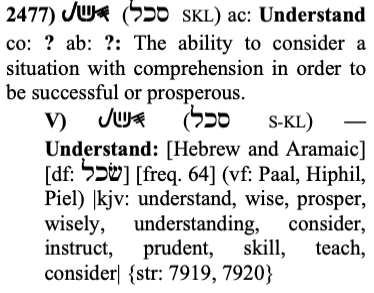 2477) (סכל SKL) ac: Understand
co: ? ab: ?: The ability to consider a
situation with comprehension in order to
be successful or prosperous.
V) (סכל S-KL) —
Understand: [Hebrew and Aramaic]
[df: שׂכל] [freq. 64] (vf: Paal, Hiphil,
Piel) |kjv: understand, wise, prosper,
wisely, understanding, consider,
instruct, prudent, skill, teach,
consider| {str: 7919, 7920}